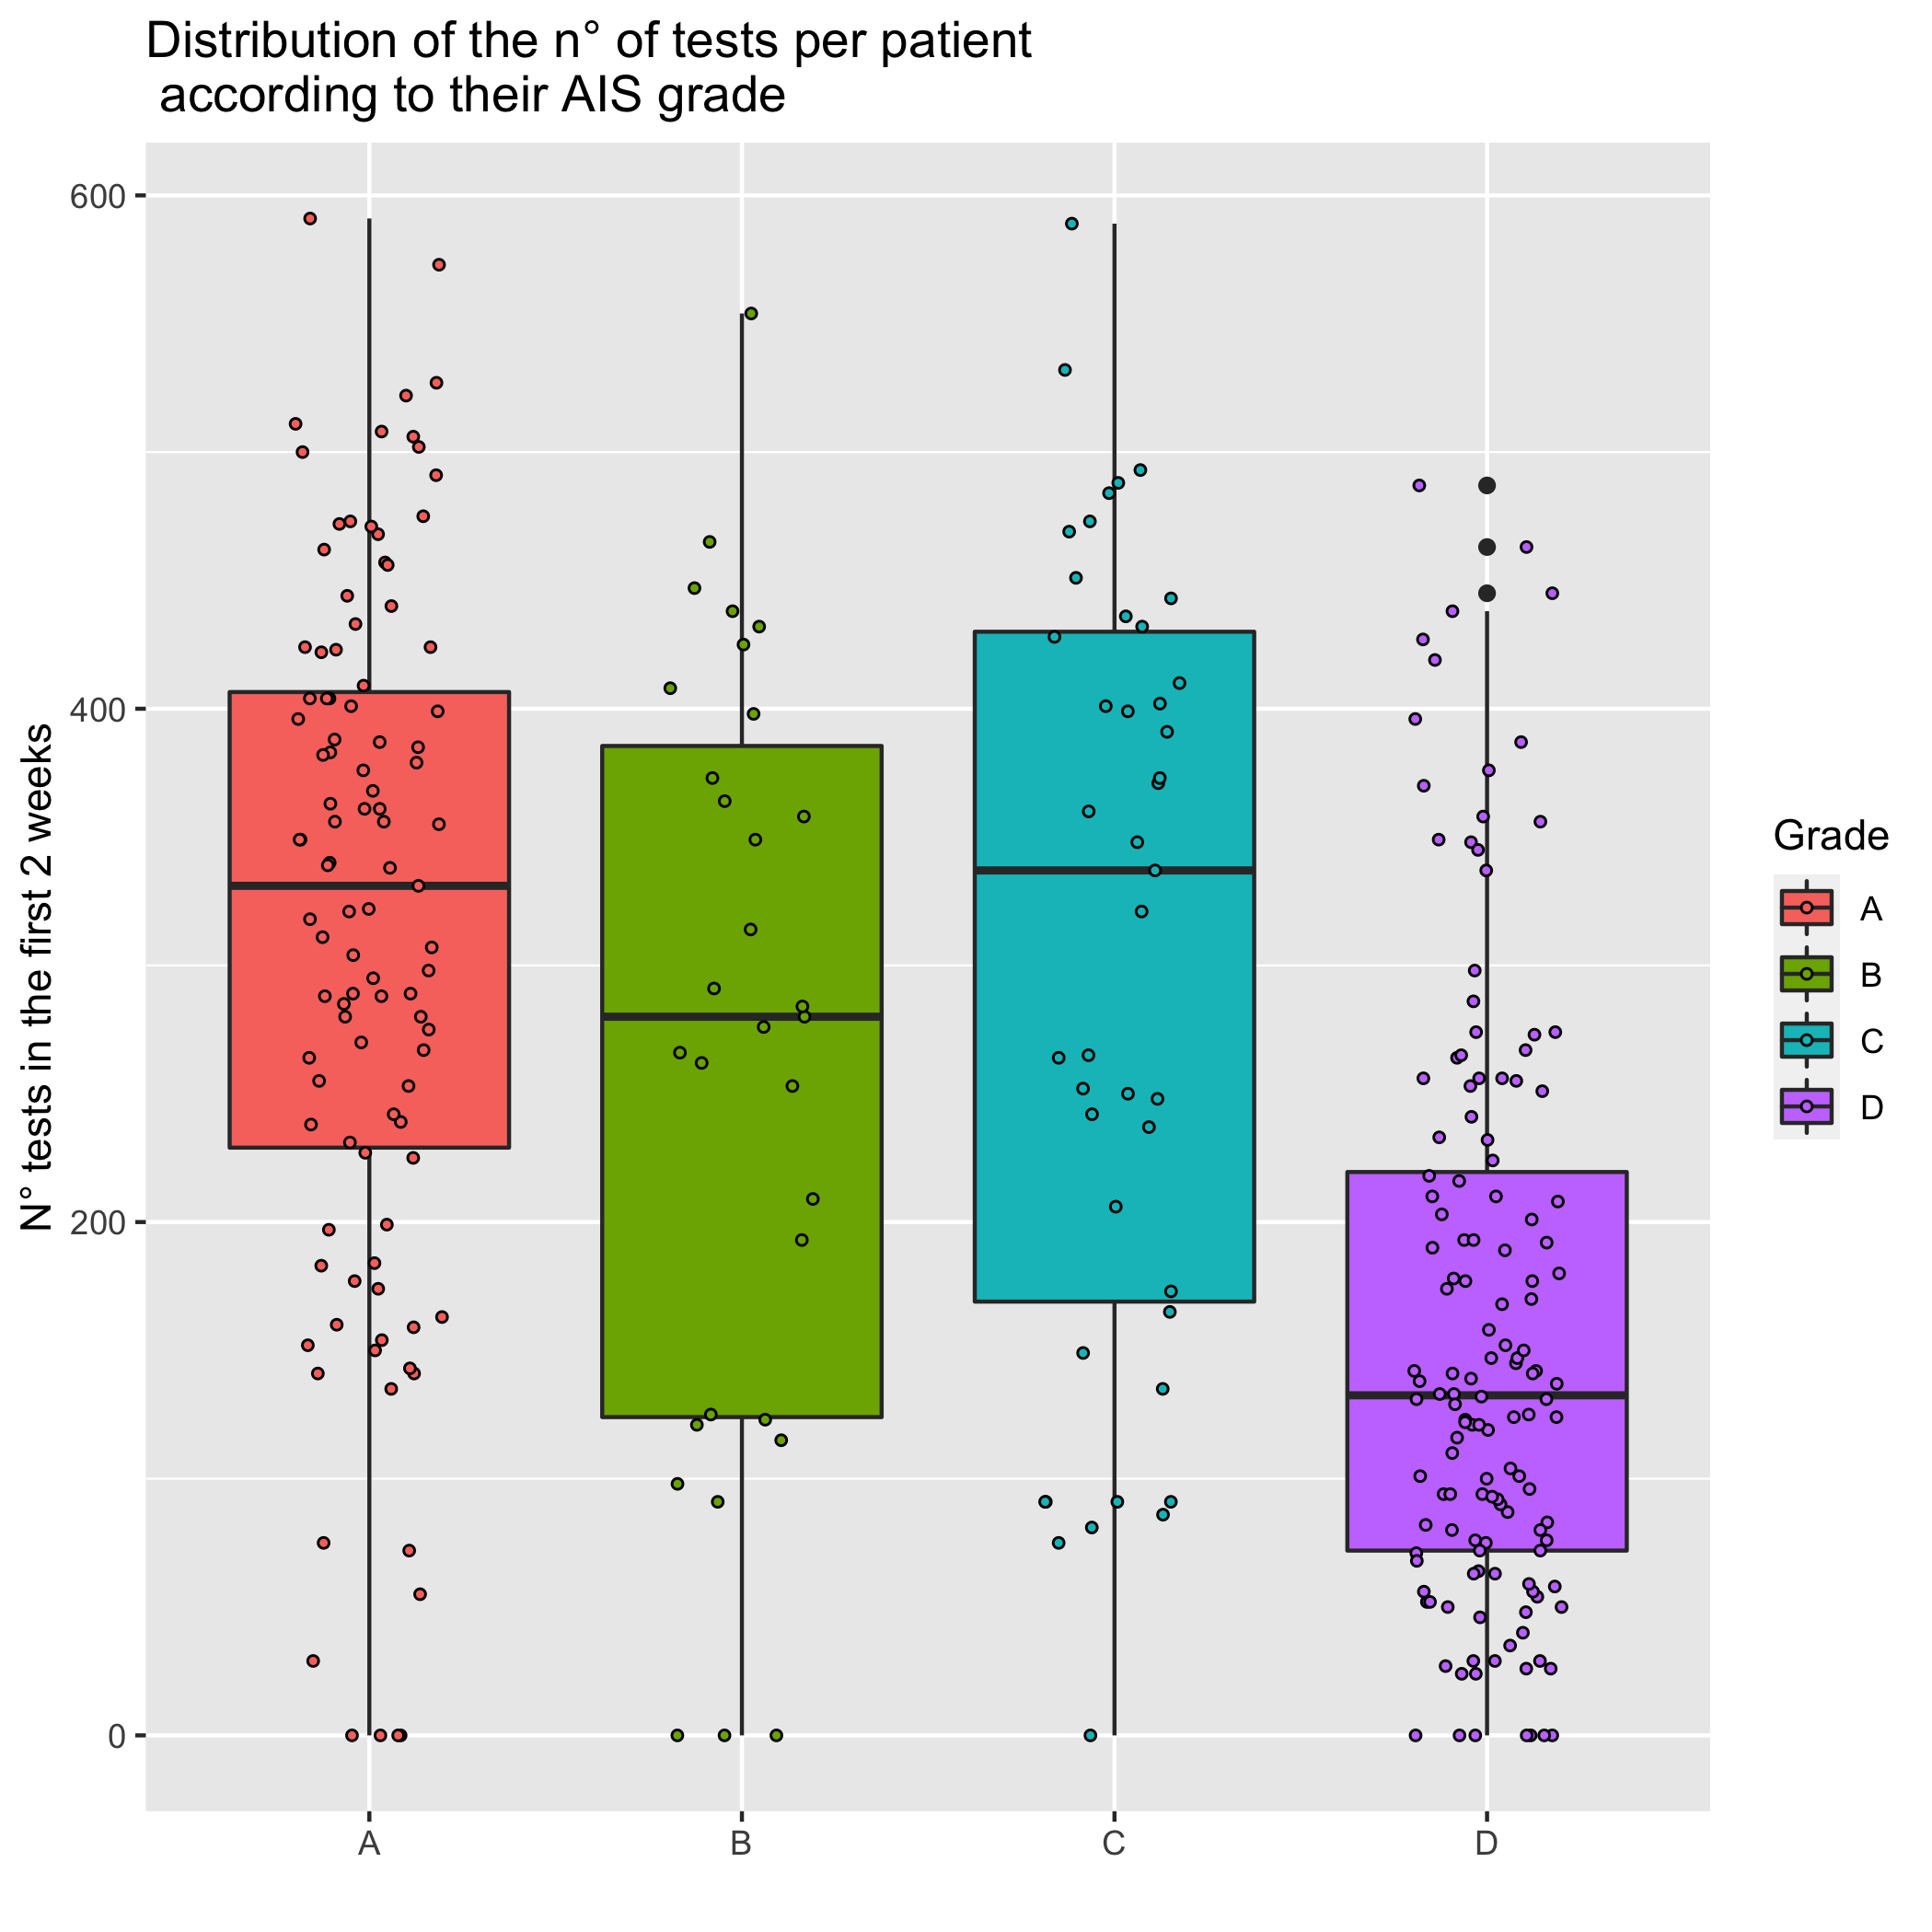 Distribution of the n° of tests per patient
according to their AIS grade
N° tests in the first 2 weeks
600
400
200
0
A
B
C
D
Grade
A
B
C
D